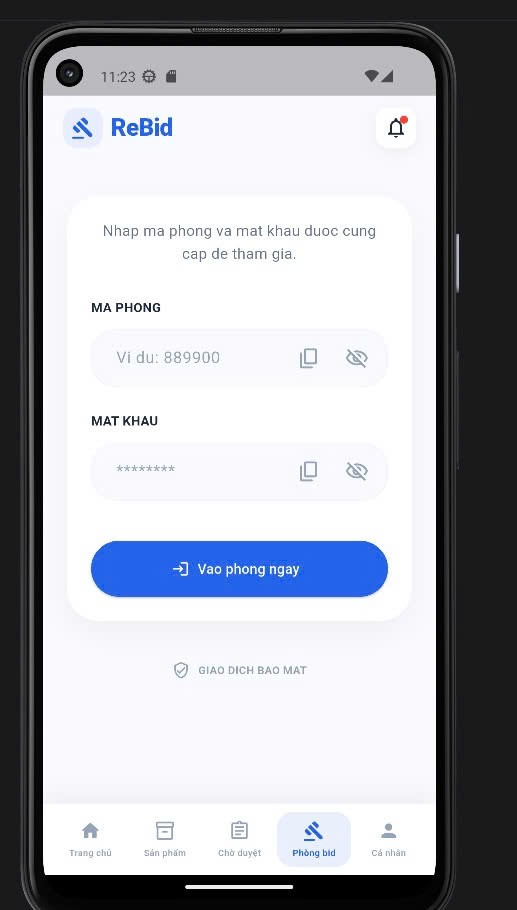 11:23
ReBid
Nhap ma phong va mat khau duoc cung
cap de tham gia.
MA PHONG
Vi du: 889900
MAT KHAU
********
Vao phong ngay
GIAO DICH BAO MAT
Trang chủ Sản phẩm Chờ duyệt Phòng bid Cá nhân